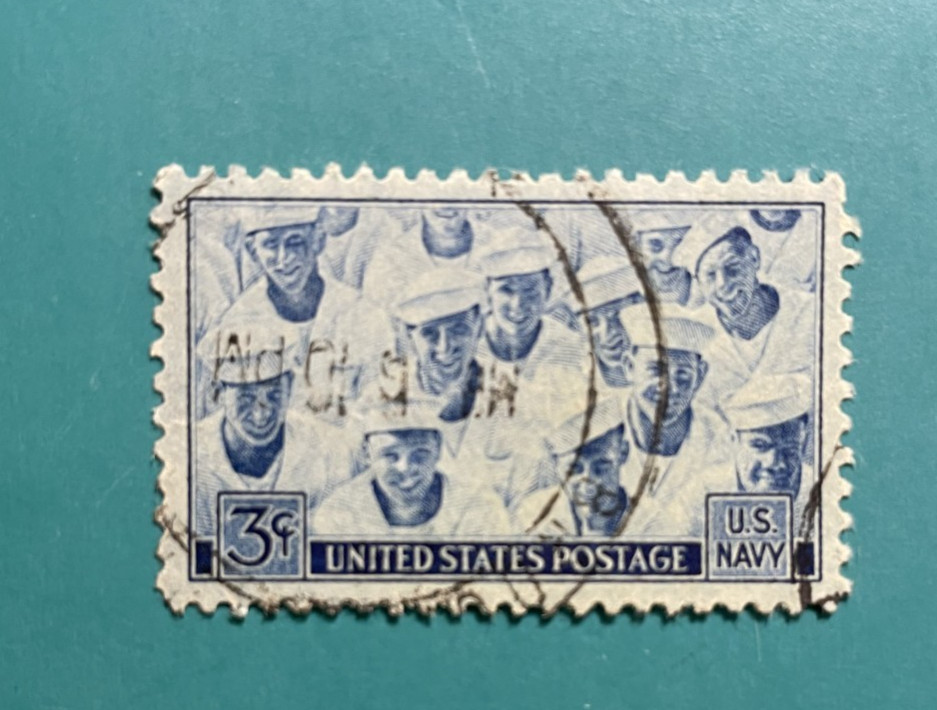 3¢
UNITED STATES POSTAGE
U.S.
NAVY